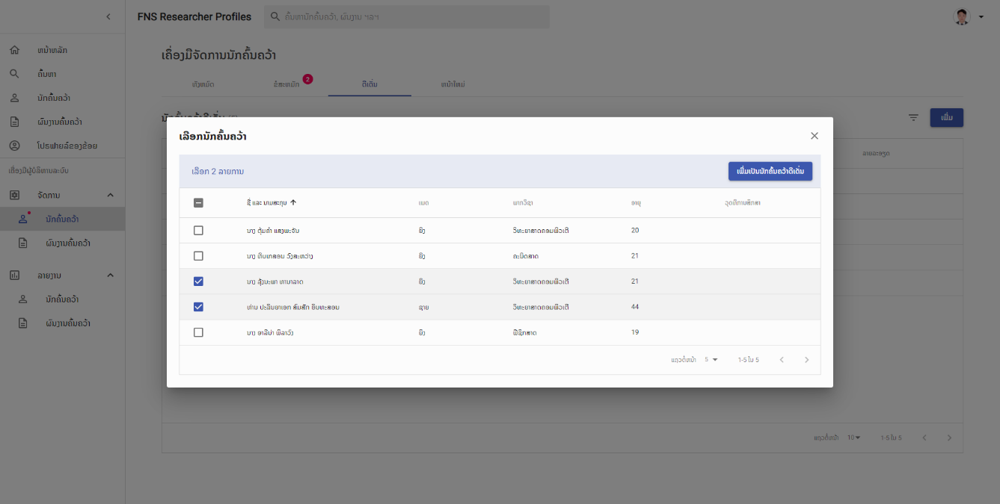 FNS Researcher Profiles
ຄົ້ນຫານັກຄົ້ນຄວ້າ, ຜົນງານ ໆລໆ
ໜ້າຫລັກ
ຄົ້ນຫາ
ນັກຄົ້ນຄວ້າ
ຜົນງານຄົ້ນຄວ້າ
ໂປຣຟາຍລ໌ຂອງຂ້ອຍ
ເຄື່ອງມືຜູ້ບໍລິຫານລະບົບ
ຈັດການ
ນັກຄົ້ນຄວ້າ
ຜົນງານຄົ້ນຄວ້າ
ລາຍງານ
ນັກຄົ້ນຄວ້າ
ຜົນງານຄົ້ນຄວ້າ
ເຄື່ອງມືຈັດການນັກຄົ້ນຄວ້າ
ທັງຫມົດ ຂໍສະຫມັກ 2 ດີເດັ່ນ ຫນ້າໃຫມ່
ເພີ່ມ
ລາຍລະອຽດ
ເລືອກນັກຄົ້ນຄວ້າ
ເລືອກ 2 ລາຍການ ເພີ່ມເປັນນັກຄົ້ນຄວ້າດີເດັ່ນ
ຊື່ ແລະ ນາມສະກຸນ ເພດ ພາກວິຊາ ອາຍຸ ວຸດທິການສຶກສາ
ນາງ ຕຸ້ມຄຳ ແສງພະຈັນ ຍິງ ວິທະຍາສາດຄອມພິວເຕີ 20
ນາງ ທິບເກສອນ ວົງສະຫວ່າງ ຍິງ ຄະນິດສາດ 21
ນາງ ລຸ້ງນະພາ ທານາລາດ ຍິງ ວິທະຍາສາດຄອມພິວເຕີ 21
ທ່ານ ປະລິນຍາເອກ ສົມສັກ ອິນທະສອນ ຊາຍ ວິທະຍາສາດຄອມພິວເຕີ 44
ນາງ ອາລີບ່າ ພິລາວົງ ຍິງ ຟີຊິກສາດ 19
ແຖວຕໍ່ຫນ້າ 5 1-5 ໃນ 5
ແຖວຕໍ່ຫນ້າ 10 1-5 ໃນ 5